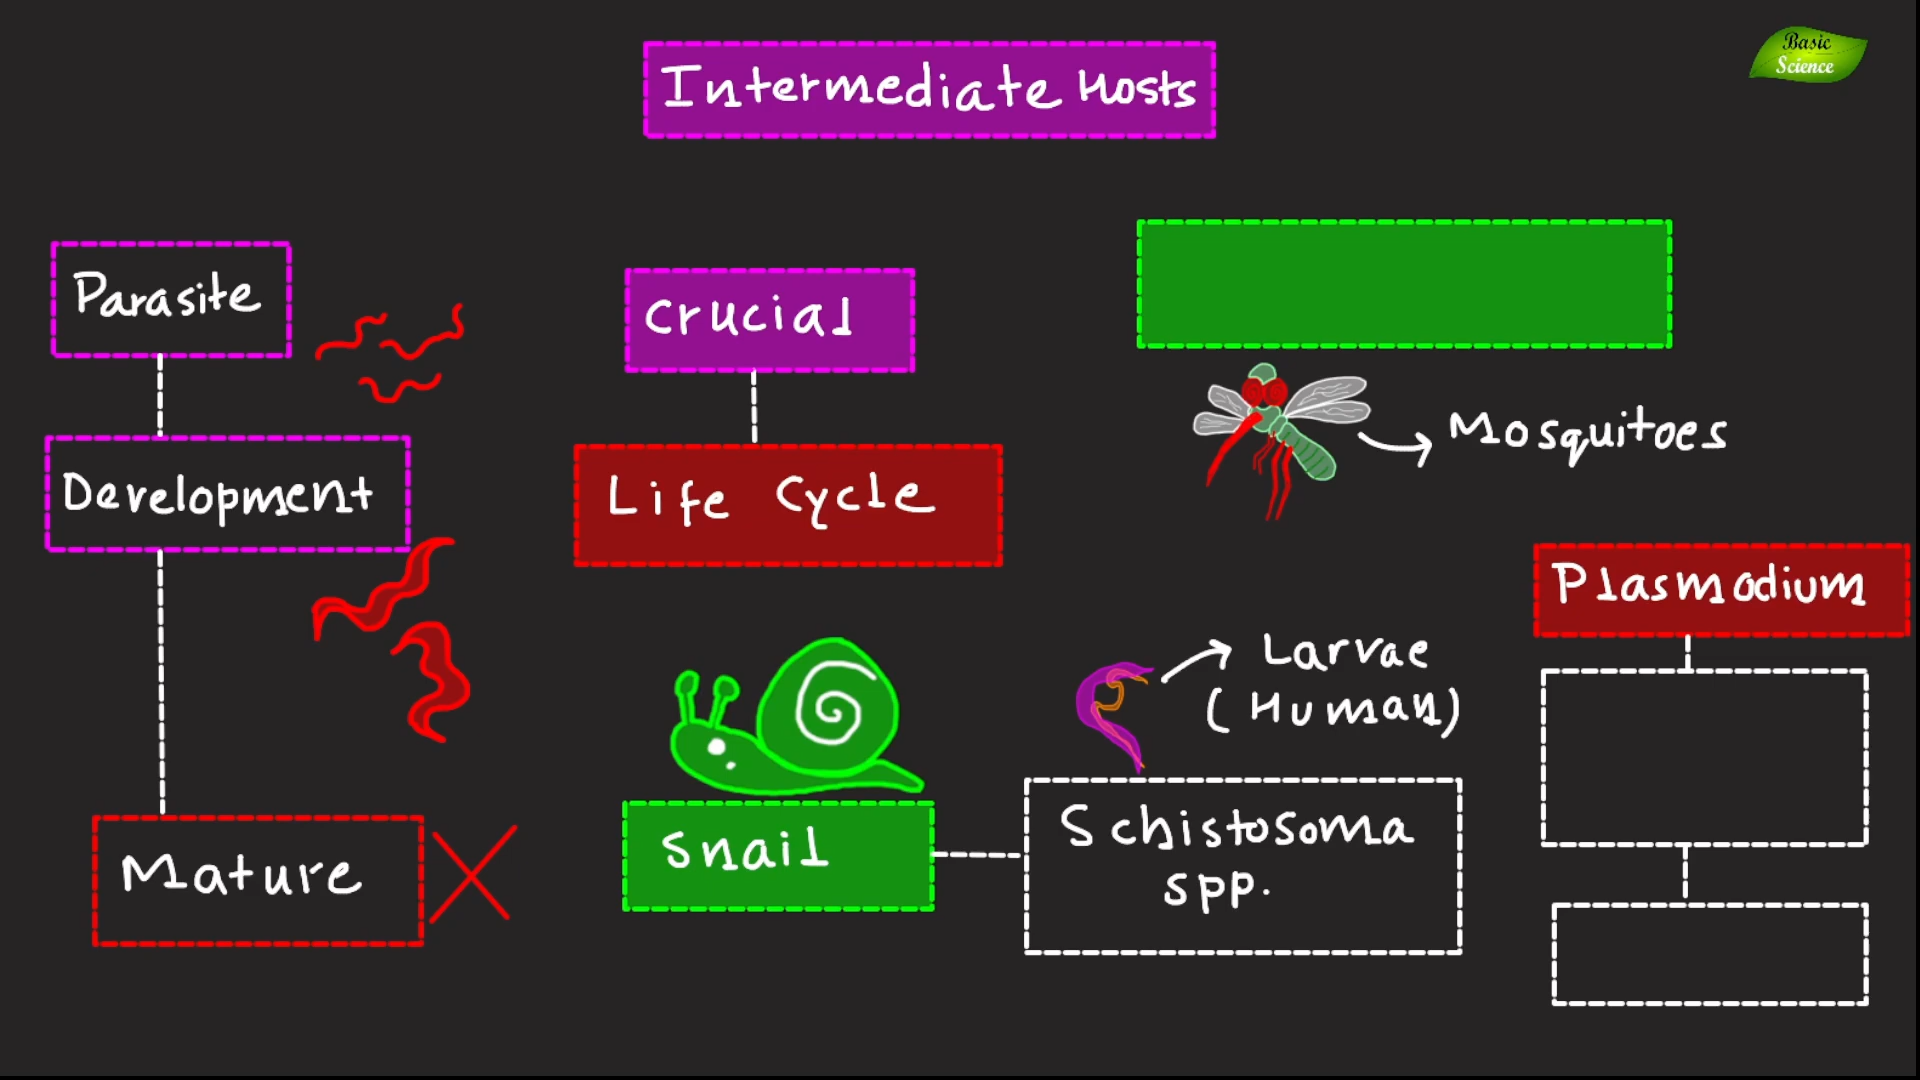 Intermediate Hosts
Basic
Science
Parasite
Development
Mature
Crucial
Life Cycle
Snail
Schistosoma
spp.
Larvae
(Human)
Mosquitoes
Plasmodium